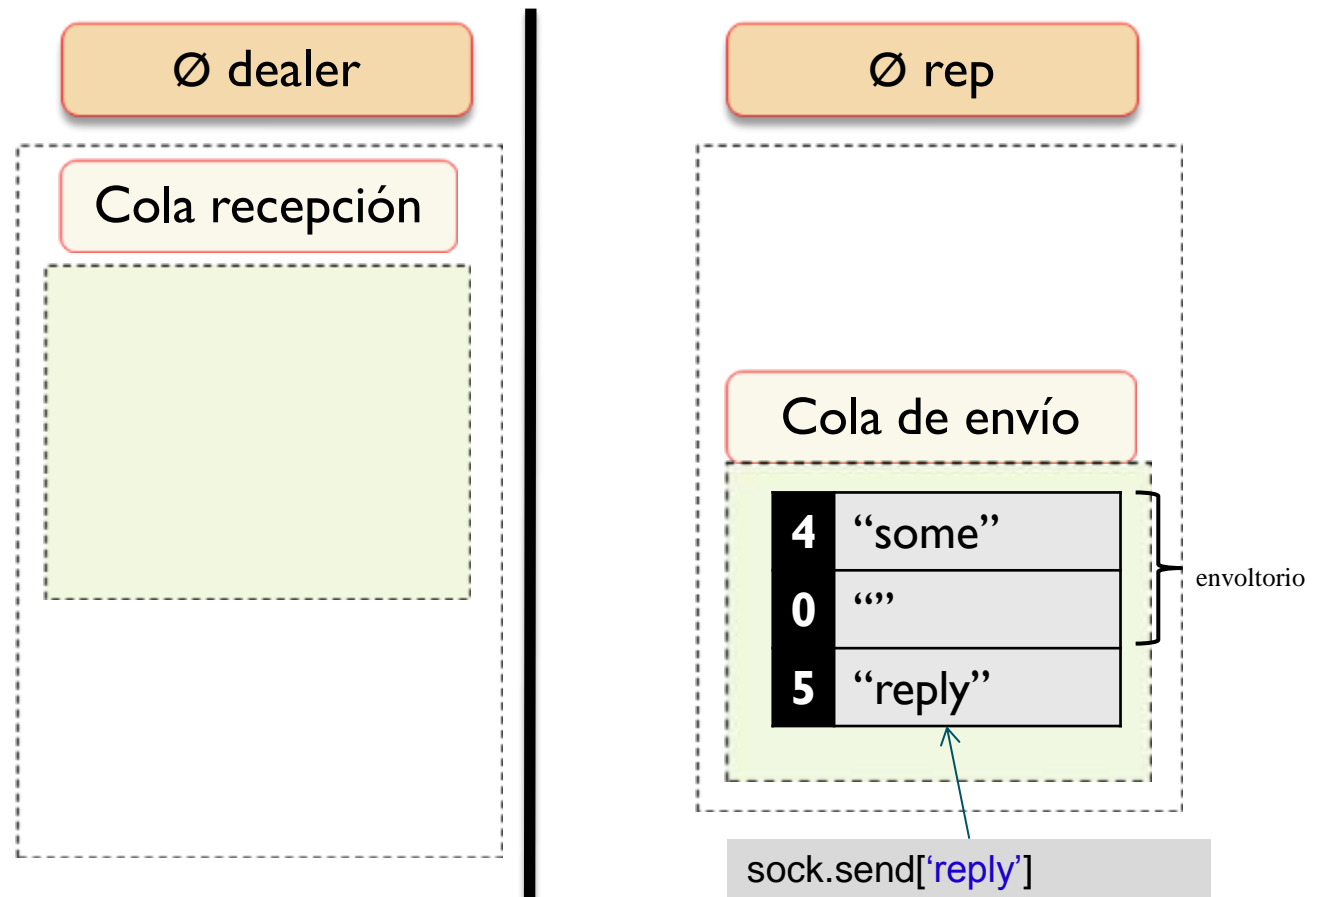 Ø dealer
Cola recepción
Ø rep
Cola de envío
4 “some”
0 “”
5 “reply”
envoltorio
sock.send[‘reply’]